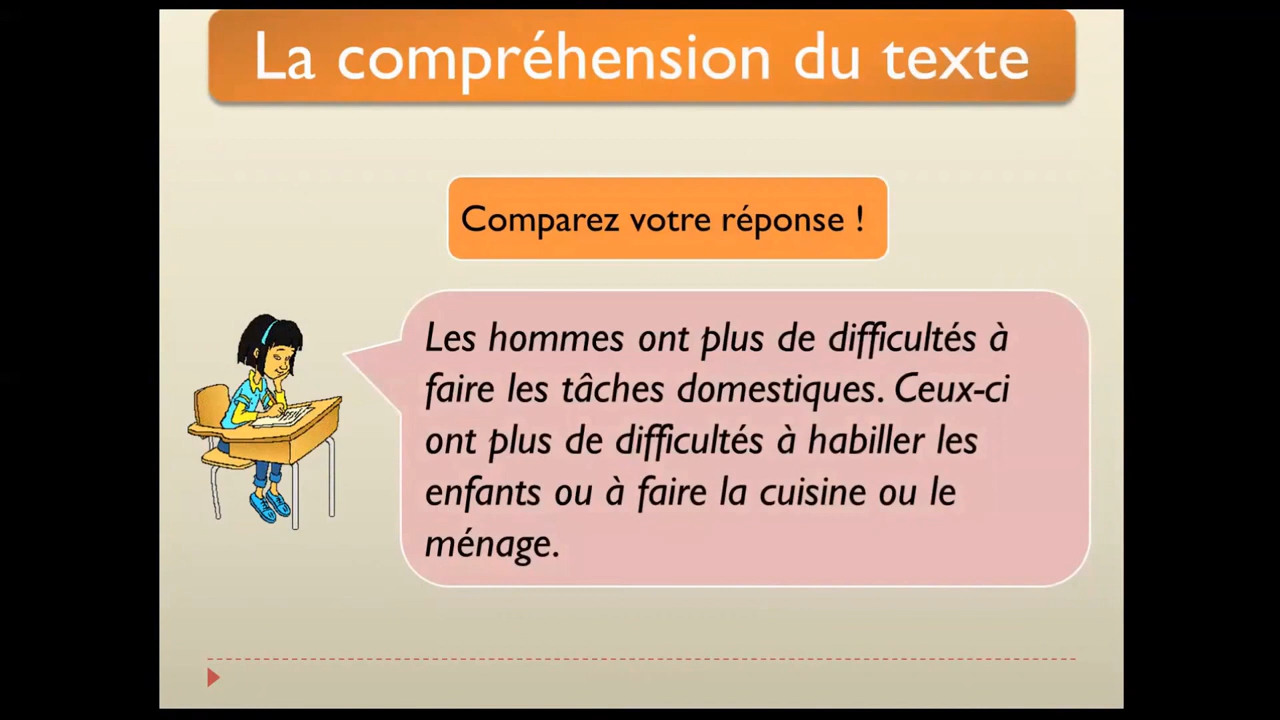 La compréhension du texte
Comparez votre réponse !
Les hommes ont plus de difficultés à
faire les tâches domestiques. Ceux-ci
ont plus de difficultés à habiller les
enfants ou à faire la cuisine ou le
ménage.